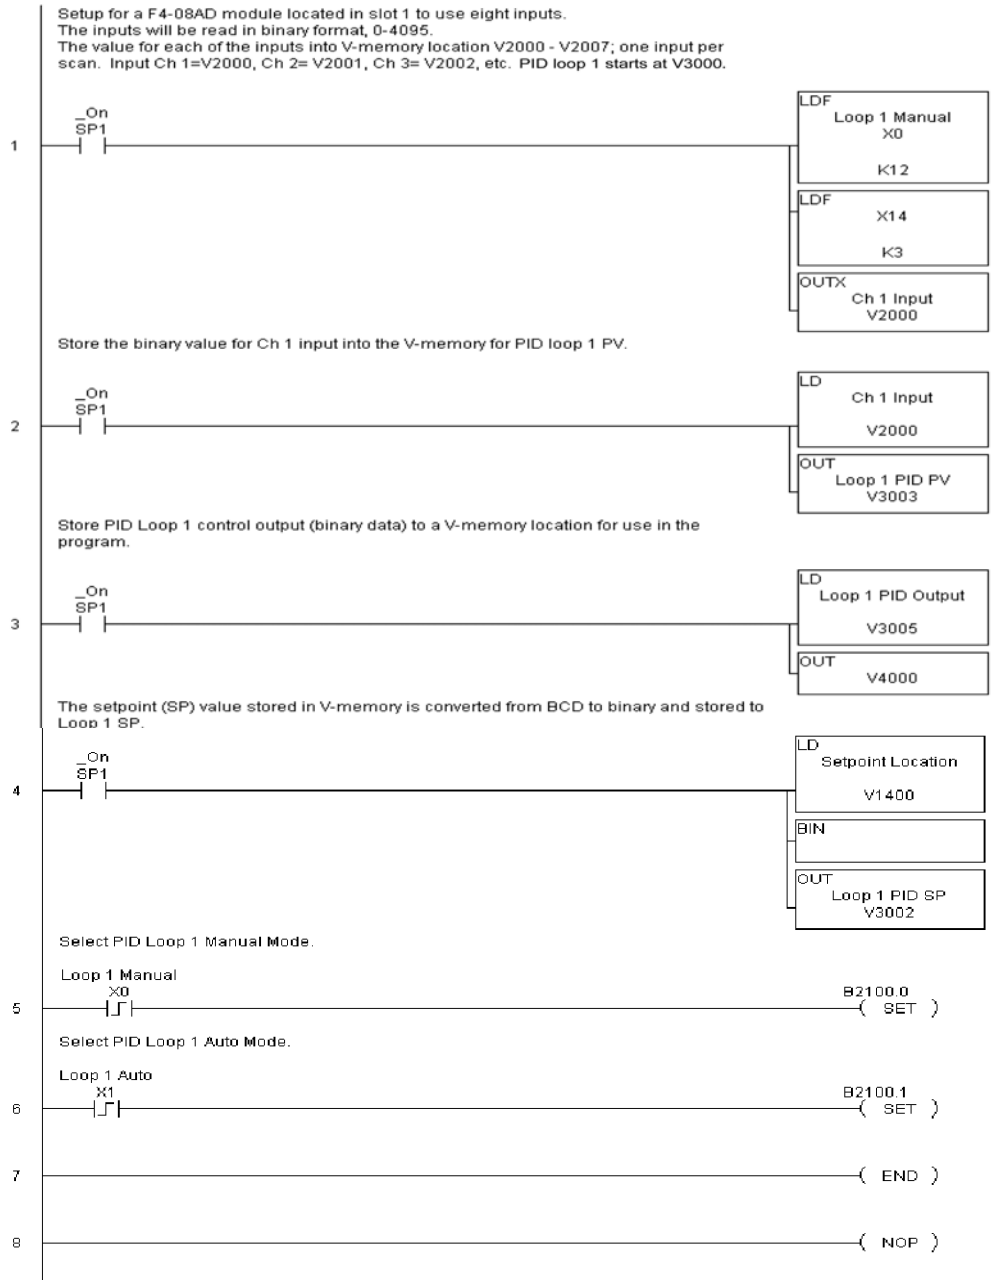 Setup for a F4-08AD module located in slot 1 to use eight inputs.
The inputs will be read in binary format, 0-4095.
The value for each of the inputs into V-memory location V2000 - V2007; one input per
scan. Input Ch 1=V2000, Ch 2= V2001, Ch 3= V2002, etc. PID loop 1 starts at V3000.
_On
SP1
1
LDF
Loop 1 Manual
X0
K12
LDF
X14
K3
OUTX
Ch 1 Input
V2000
Store the binary value for Ch 1 input into the V-memory for PID loop 1 PV.
_On
SP1
2
LD
Ch 1 Input
V2000
OUT
Loop 1 PID PV
V3003
Store PID Loop 1 control output (binary data) to a V-memory location for use in the
program.
_On
SP1
3
LD
Loop 1 PID Output
V3005
OUT
V4000
The setpoint (SP) value stored in V-memory is converted from BCD to binary and stored to
Loop 1 SP.
_On
SP1
4
LD
Setpoint Location
V1400
BIN
OUT
Loop 1 PID SP
V3002
Select PID Loop 1 Manual Mode.
Loop 1 Manual
X0
5
B2100.0
( SET )
Select PID Loop 1 Auto Mode.
Loop 1 Auto
X1
6
B2100.1
( SET )
7
( END )
8
( NOP )